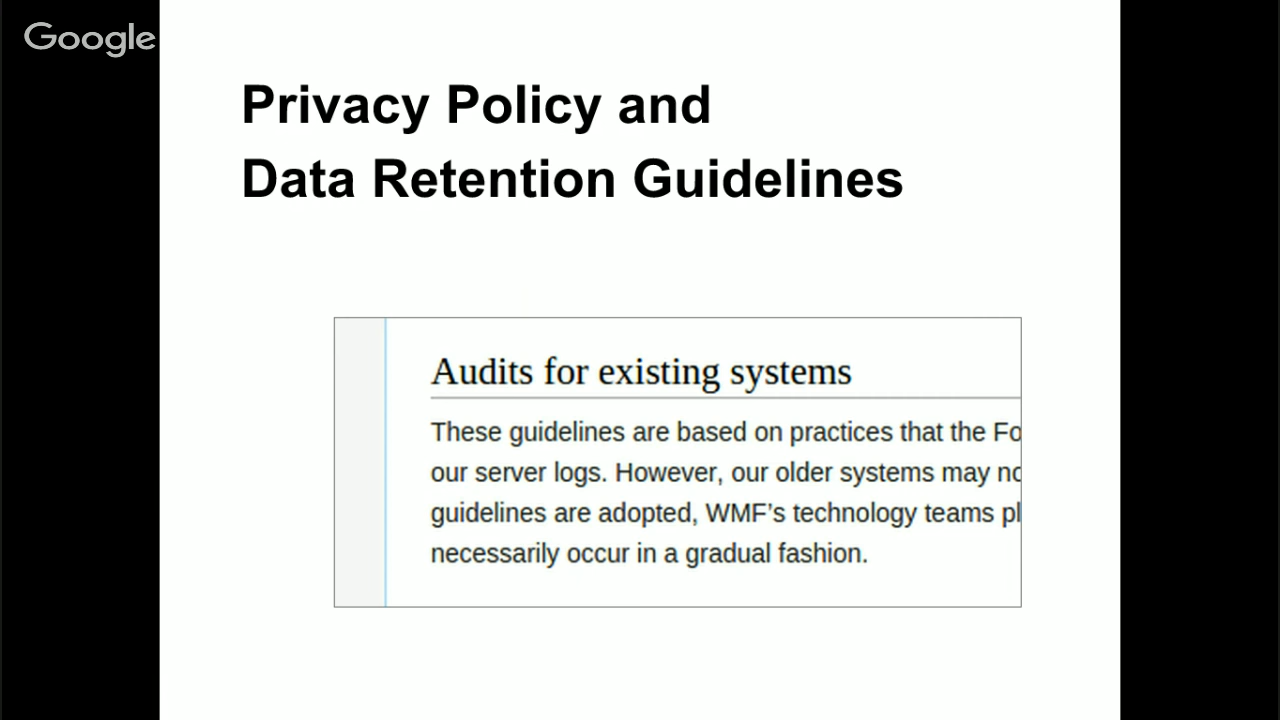 Google
Privacy Policy and
Data Retention Guidelines
Audits for existing systems
These guidelines are based on practices that the Fo
our server logs. However, our older systems may no
guidelines are adopted, WMF's technology teams pl
necessarily occur in a gradual fashion.